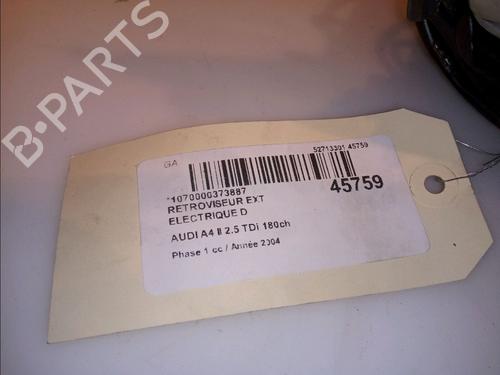 B-PARTS
GA
52713301 45759
*1070000373887
45759
RETROVISEUR EXT
ELECTRIQUE D
AUDI A4 II 2.5 TDi 180ch
Phase 1 cc / Année 2004